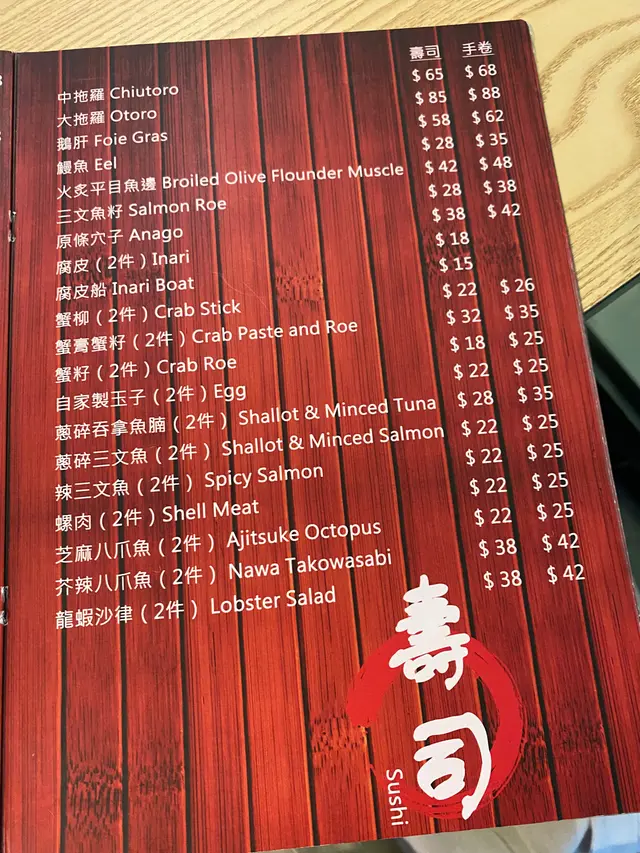 壽司 手卷
中拖羅 Chiutoro $ 65 $ 68
大拖羅 Otoro $ 85 $ 88
鵝肝 Foie Gras $ 58 $ 62
鰻魚 Eel $ 28 $ 35
火炙平目魚邊 Broiled Olive Flounder Muscle $ 42 $ 48
三文魚籽 Salmon Roe $ 28 $ 38
原條穴子 Anago $ 38 $ 42
腐皮（2件）Inari $ 18
腐皮船 Inari Boat $ 15
蟹柳（2件）Crab Stick $ 22 $ 26
蟹膏蟹籽（2件）Crab Paste and Roe $ 32 $ 35
蟹籽（2件）Crab Roe $ 18 $ 25
自家製玉子（2件）Egg $ 22 $ 25
蔥碎吞拿魚腩（2件） Shallot & Minced Tuna $ 28 $ 35
蔥碎三文魚（2件） Shallot & Minced Salmon $ 22 $ 25
辣三文魚（2件） Spicy Salmon $ 22 $ 25
螺肉（2件）Shell Meat $ 22 $ 25
芝麻八爪魚（2件） Ajitsuke Octopus $ 22 $ 25
芥辣八爪魚（2件） Nawa Takowasabi $ 38 $ 42
龍蝦沙律（2件） Lobster Salad $ 38 $ 42
壽司
Sushi